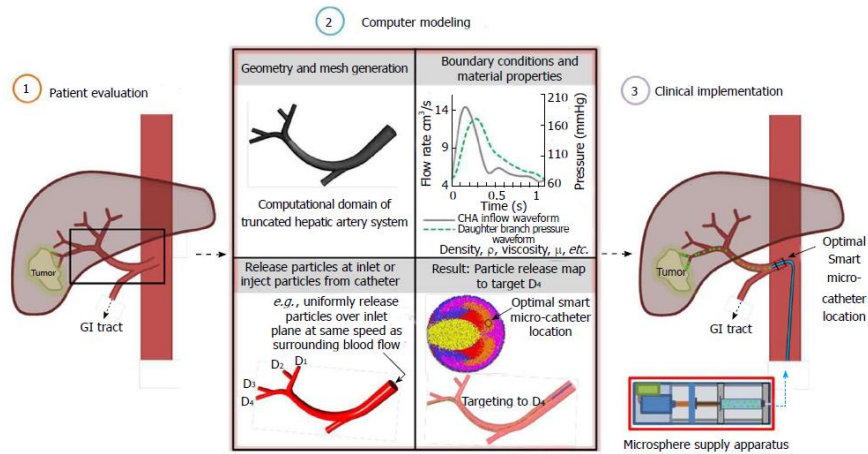 2 Computer modeling
1 Patient evaluation
Tumor
GI tract
Geometry and mesh generation
Computational domain of
truncated hepatic artery system
Boundary conditions and
material properties
Flow rate cm³/s
14
9
4
Pressure (mmHg)
210
160
110
60
0 0.5 1
Time (s)
CHA inflow waveform
Daughter branch pressure
waveform
Density, ρ, viscosity, μ, etc.
Release particles at inlet or
inject particles from catheter
e.g., uniformly release
particles over inlet
plane at same speed as
surrounding blood flow
D₁
D₂
D₃
D₄
Result: Particle release map
to target D₄
Optimal smart
micro-catheter
location
Targeting to D₄
3 Clinical implementation
Tumor
GI tract
Optimal
Smart
micro-
catheter
location
Microsphere supply apparatus